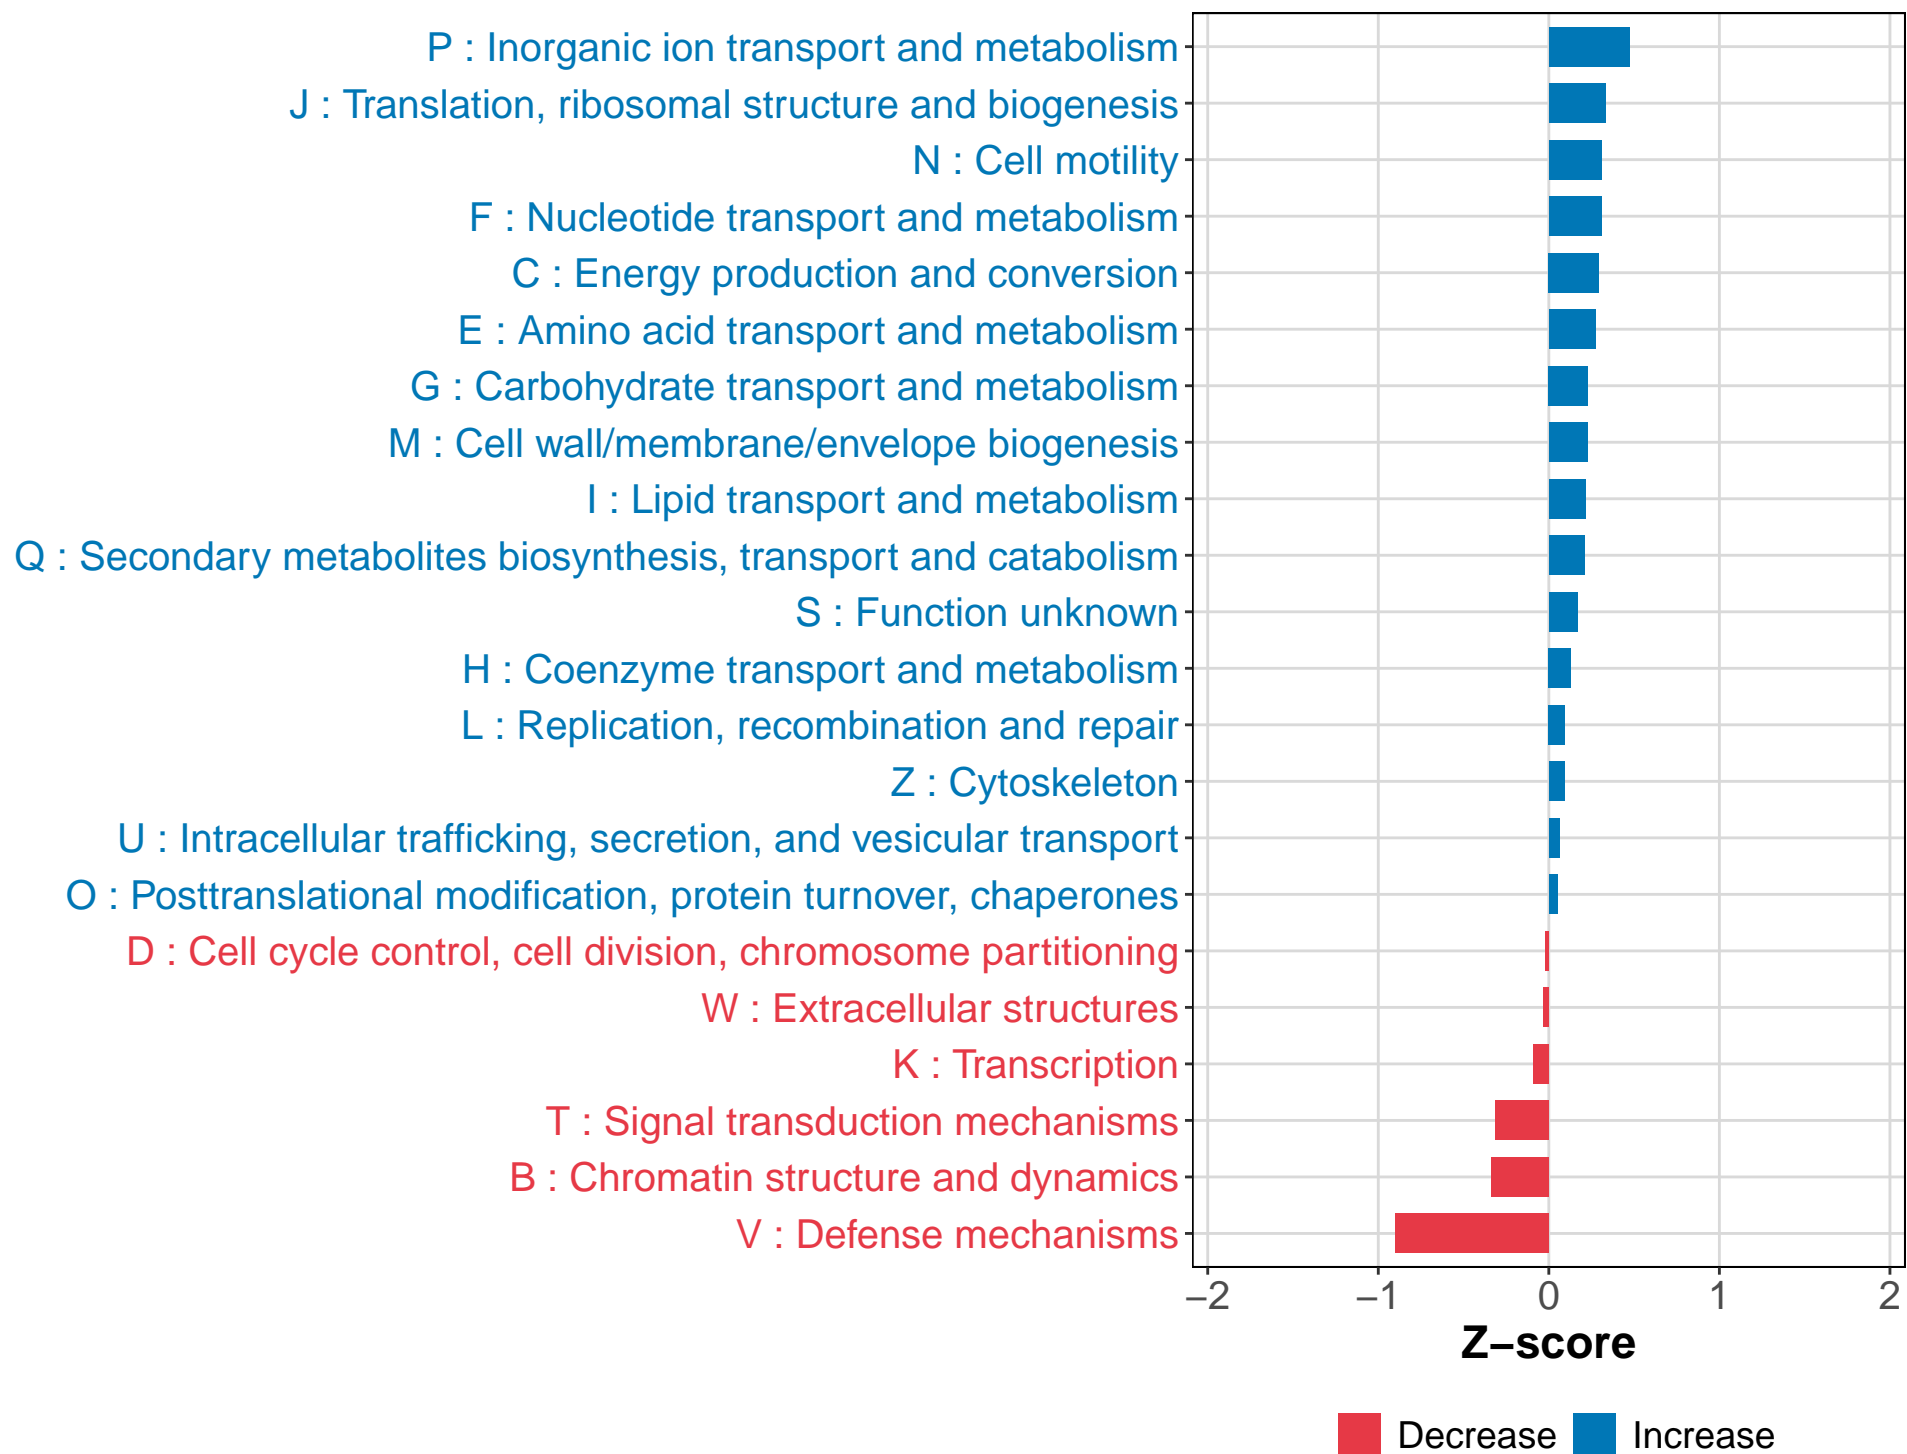 P : Inorganic ion transport and metabolism
J : Translation, ribosomal structure and biogenesis
N : Cell motility
F : Nucleotide transport and metabolism
C : Energy production and conversion
E : Amino acid transport and metabolism
G : Carbohydrate transport and metabolism
M : Cell wall/membrane/envelope biogenesis
I : Lipid transport and metabolism
Q : Secondary metabolites biosynthesis, transport and catabolism
S : Function unknown
H : Coenzyme transport and metabolism
L : Replication, recombination and repair
Z : Cytoskeleton
U : Intracellular trafficking, secretion, and vesicular transport
O : Posttranslational modification, protein turnover, chaperones
D : Cell cycle control, cell division, chromosome partitioning
W : Extracellular structures
K : Transcription
T : Signal transduction mechanisms
B : Chromatin structure and dynamics
V : Defense mechanisms
−2 −1 0 1 2
Z−score
Decrease Increase